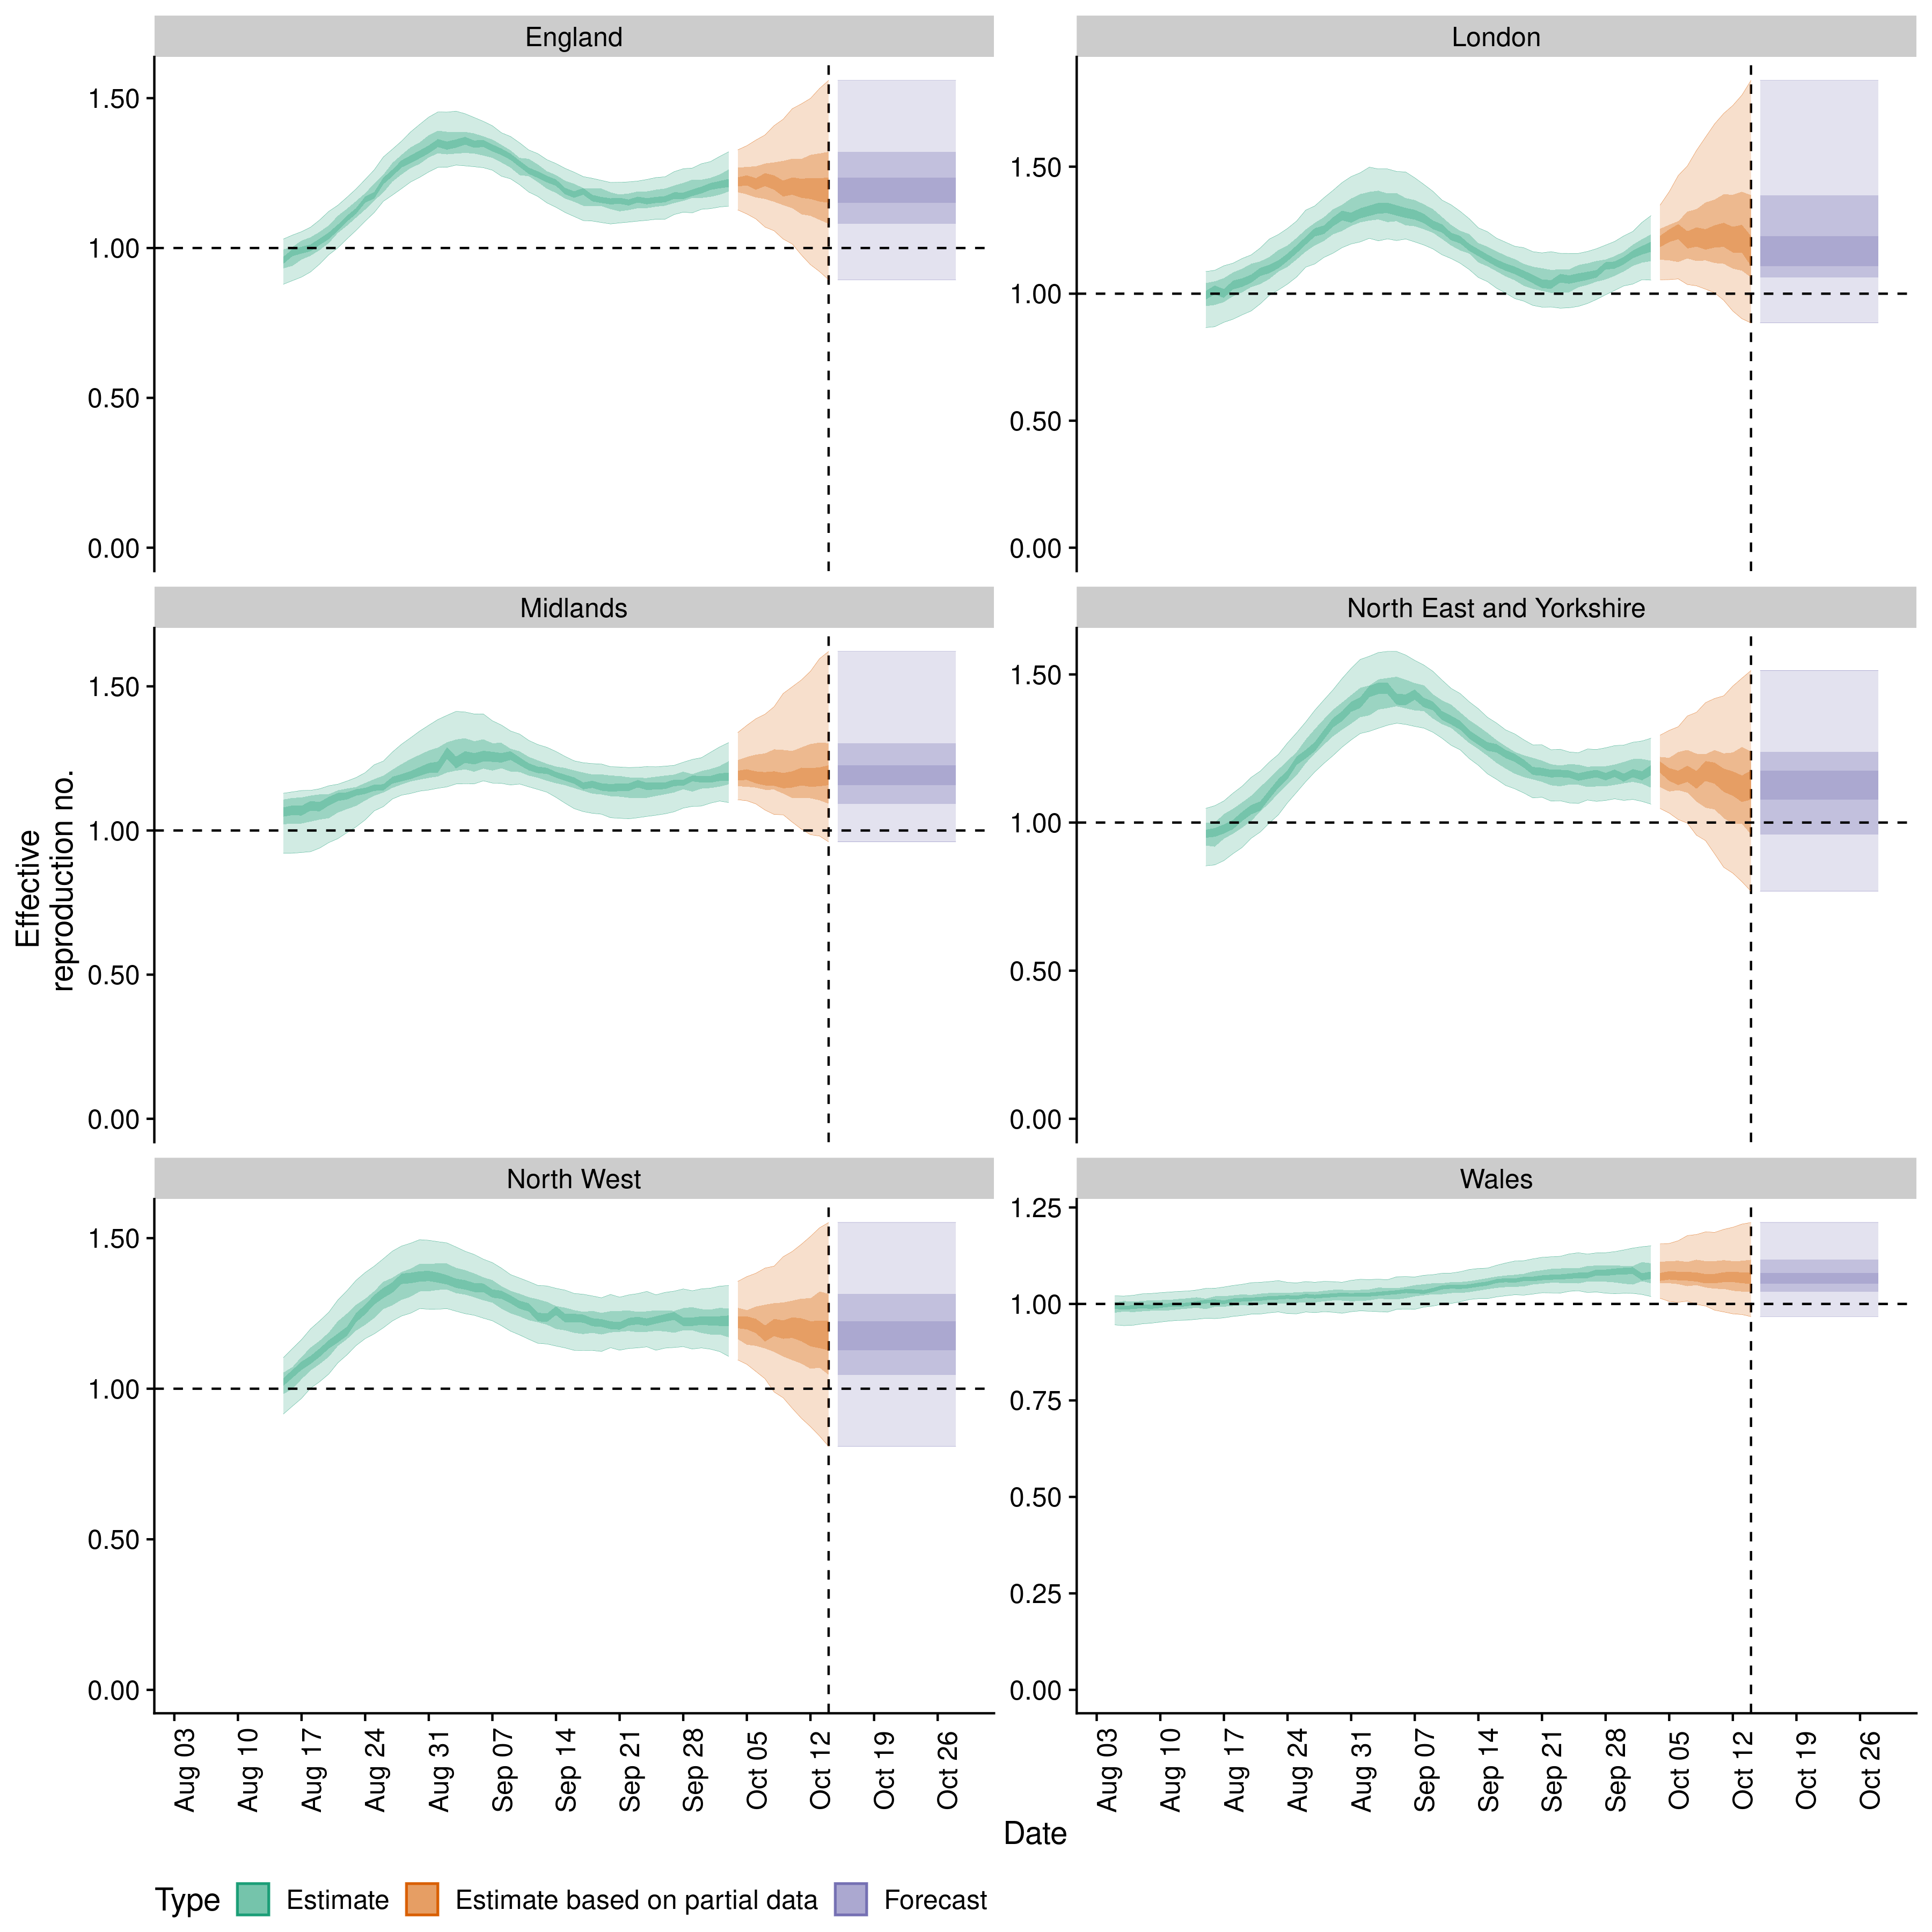 England
London
1.50
1.00
0.50
0.00
1.50
1.00
0.50
0.00
Midlands
North East and Yorkshire
1.50
1.00
0.50
0.00
1.50
1.00
0.50
0.00
Effective
reproduction no.
North West
Wales
1.50
1.00
0.50
0.00
1.25
1.00
0.75
0.50
0.25
0.00
Aug 03
Aug 10
Aug 17
Aug 24
Aug 31
Sep 07
Sep 14
Sep 21
Sep 28
Oct 05
Oct 12
Oct 19
Oct 26
Aug 03
Aug 10
Aug 17
Aug 24
Aug 31
Sep 07
Sep 14
Sep 21
Sep 28
Oct 05
Oct 12
Oct 19
Oct 26
Date
Type Estimate Estimate based on partial data Forecast